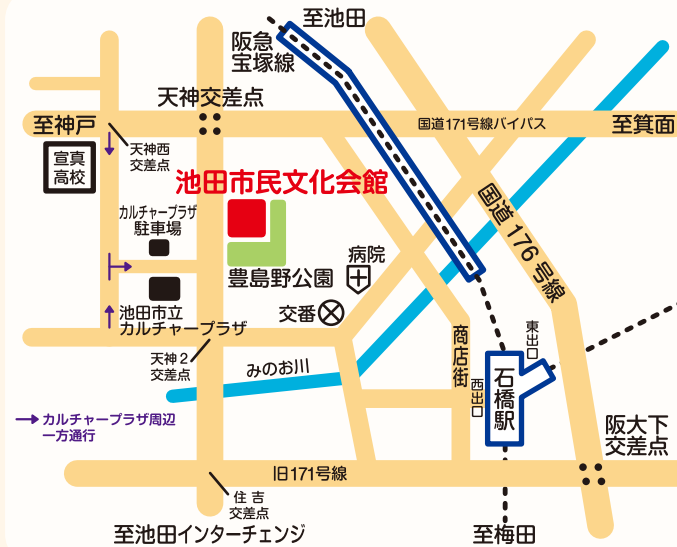 至池田
阪急
宝塚線
天神交差点
至神戸
国道171号線バイパス
至箕面
天神西
交差点
宣真
高校
池田市民文化会館
カルチャープラザ
駐車場
国道176号線
病院
豊島野公園
交番
池田市立
カルチャープラザ
天神2
交差点
みのお川
商店街
東出口
西出口
石橋駅
カルチャープラザ周辺
一方通行
阪大下
交差点
旧171号線
住吉
交差点
至池田インターチェンジ
至梅田